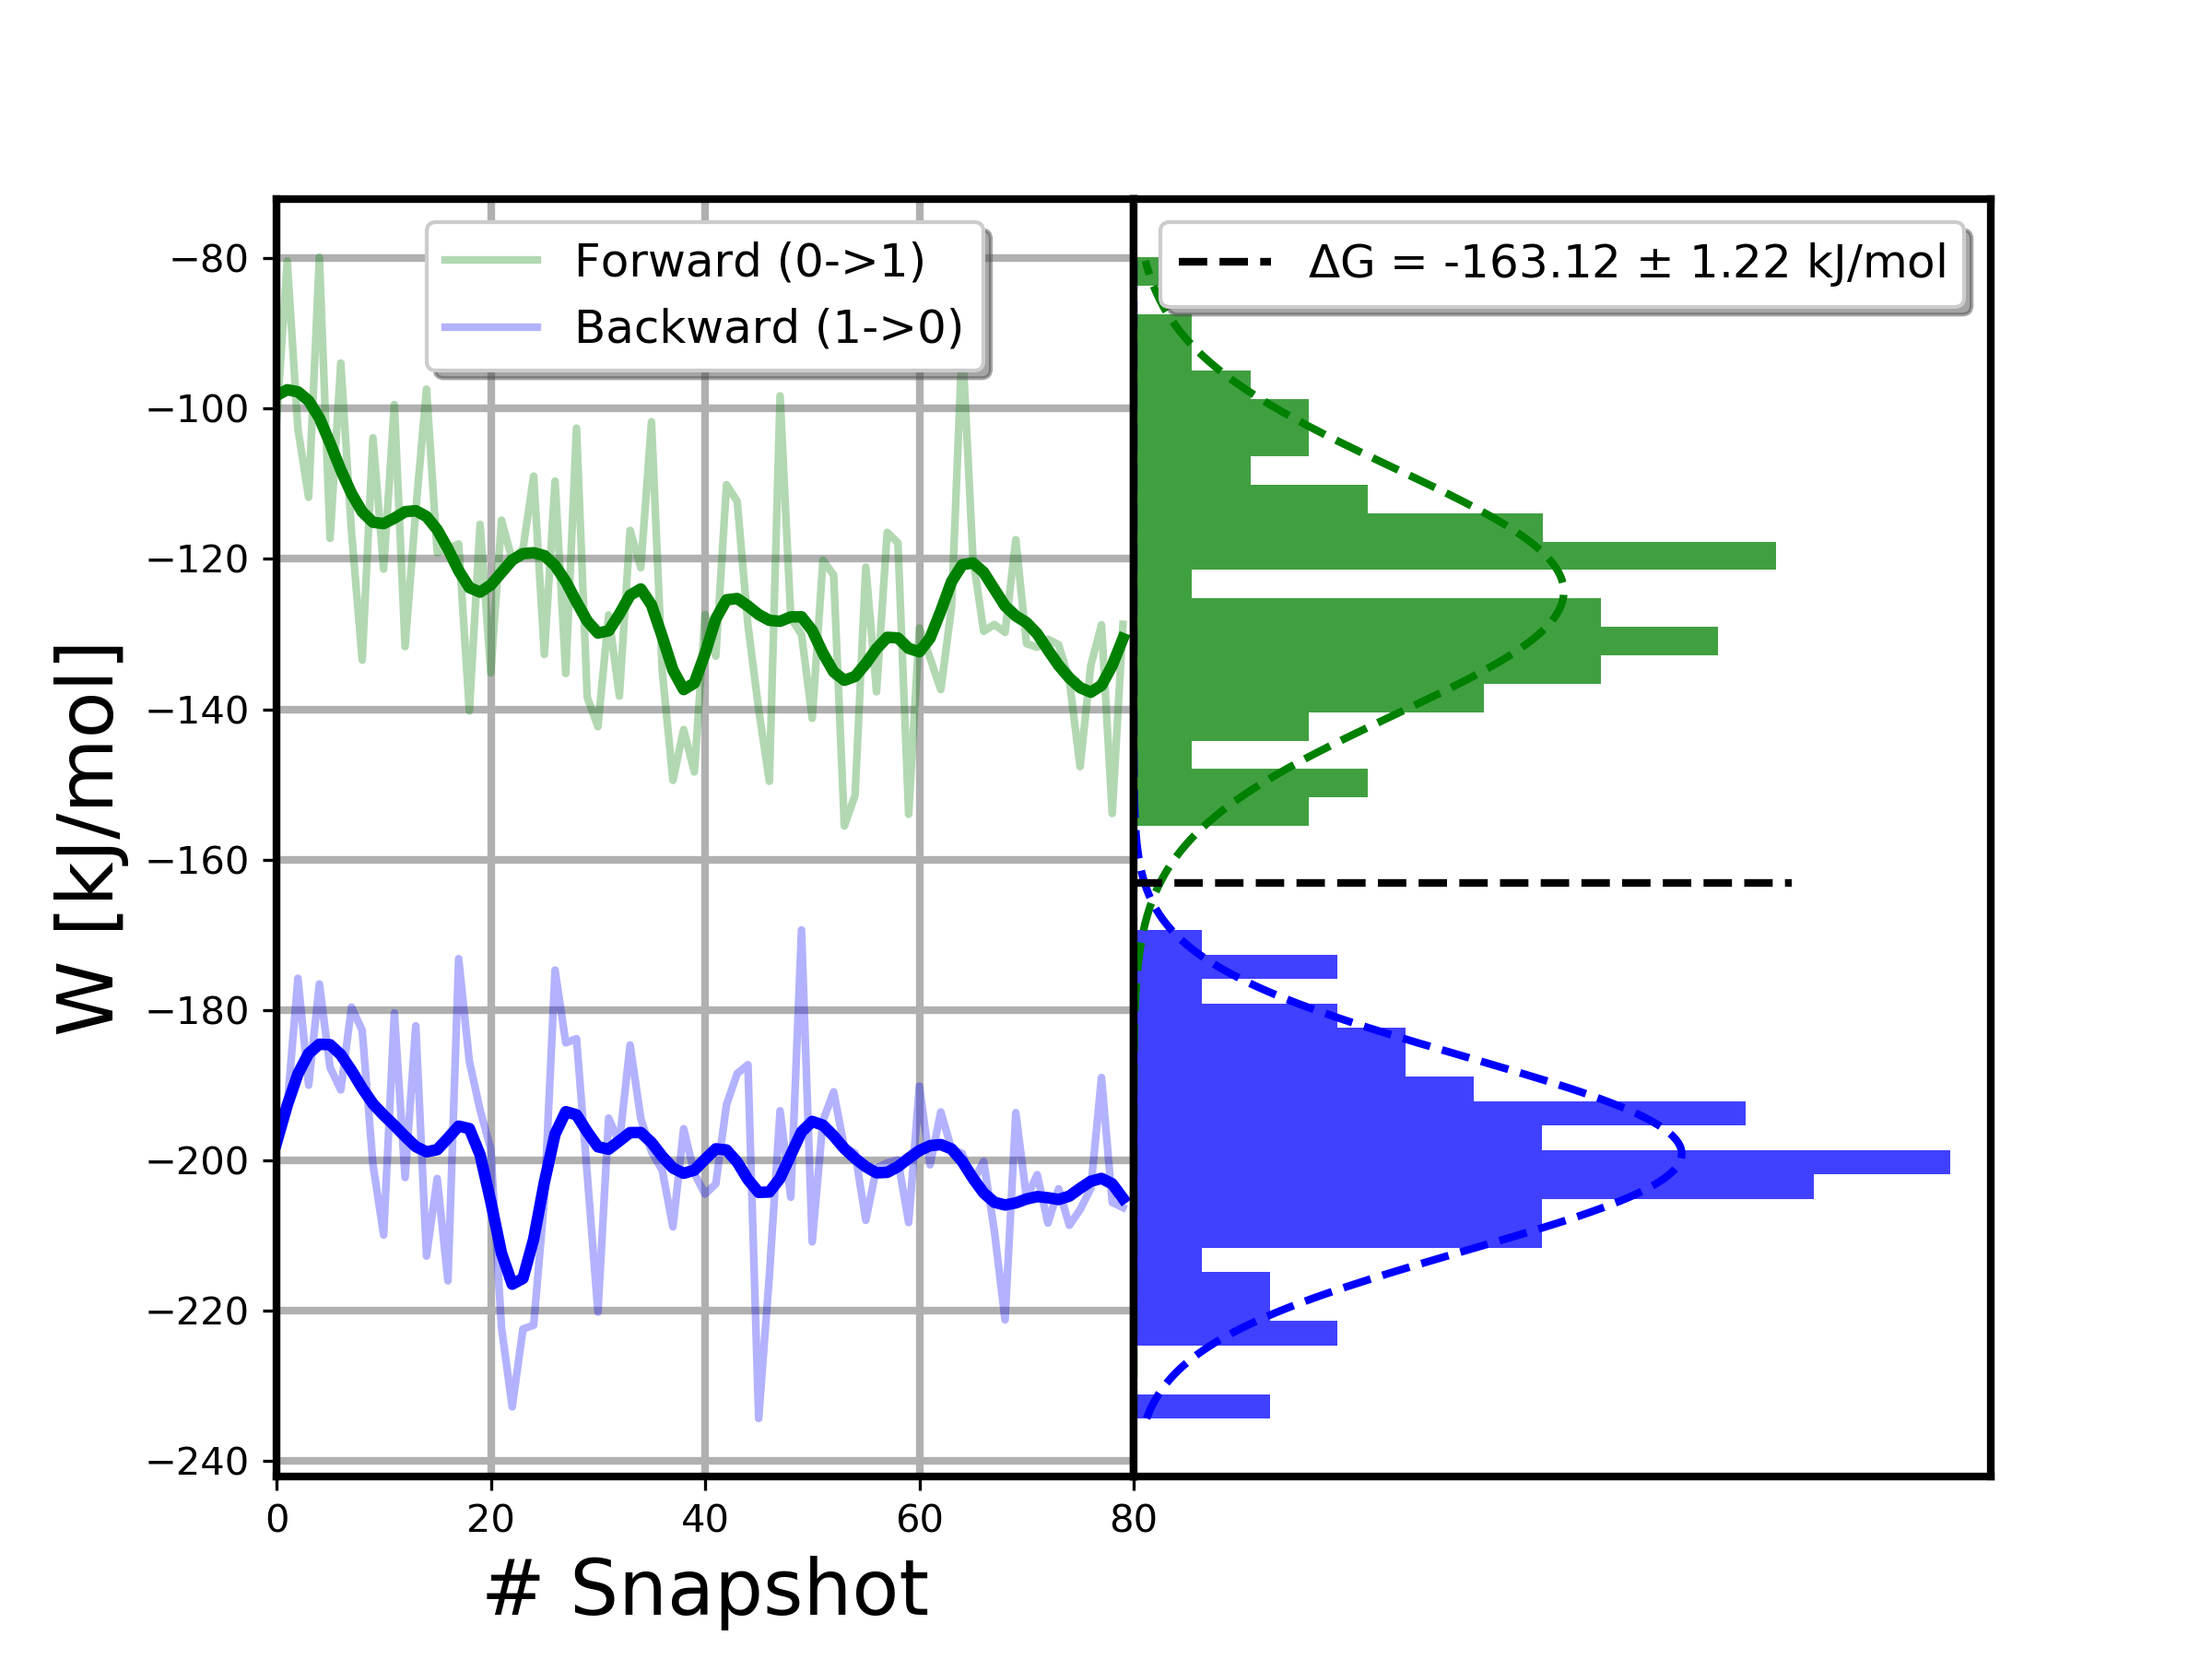 Forward (0->1)
Backward (1->0)
ΔG = -163.12 ± 1.22 kJ/mol
W [kJ/mol]
−80
−100
−120
−140
−160
−180
−200
−220
−240
0 20 40 60 80
# Snapshot